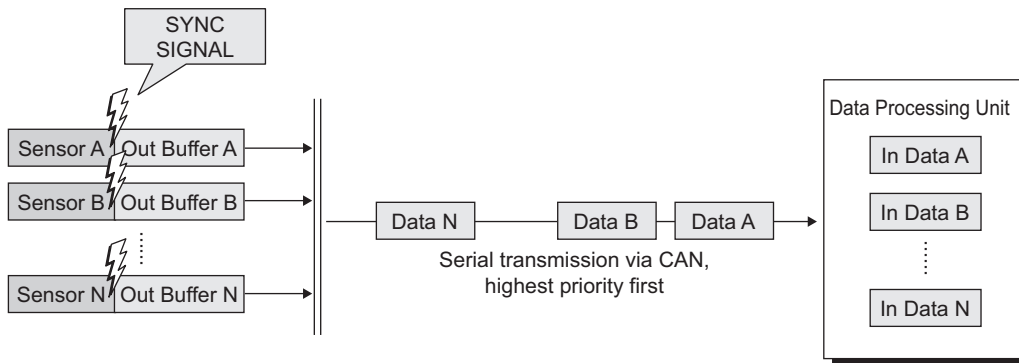 SYNC
SIGNAL
Sensor A
Out Buffer A
Sensor B
Out Buffer B
Sensor N
Out Buffer N
Data N
Data B
Data A
Serial transmission via CAN,
highest priority first
Data Processing Unit
In Data A
In Data B
In Data N